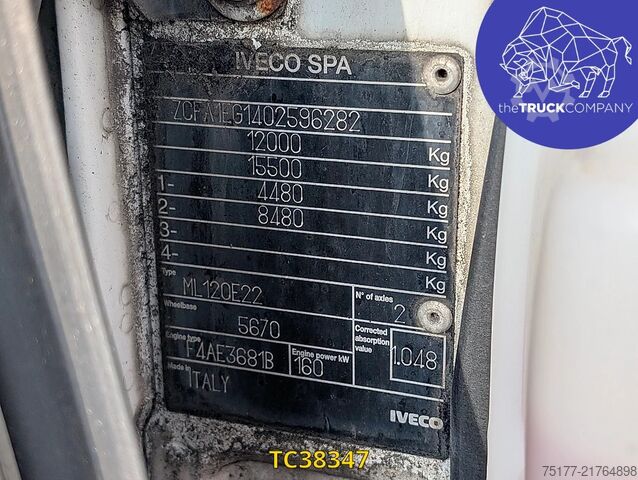 IVECO SPA
ZCFA1EG1402596282
12000 Kg
15500 Kg
1- 4480 Kg
2- 8480 Kg
3- Kg
4- Kg
Type ML120E22 N° of axles 2
Wheelbase 5670
Corrected absorption value 1.048
Engine type F4AE3681B Engine power kW 160
Made in ITALY
IVECO
theTRUCKCOMPANY
TC38347
75177-21764898